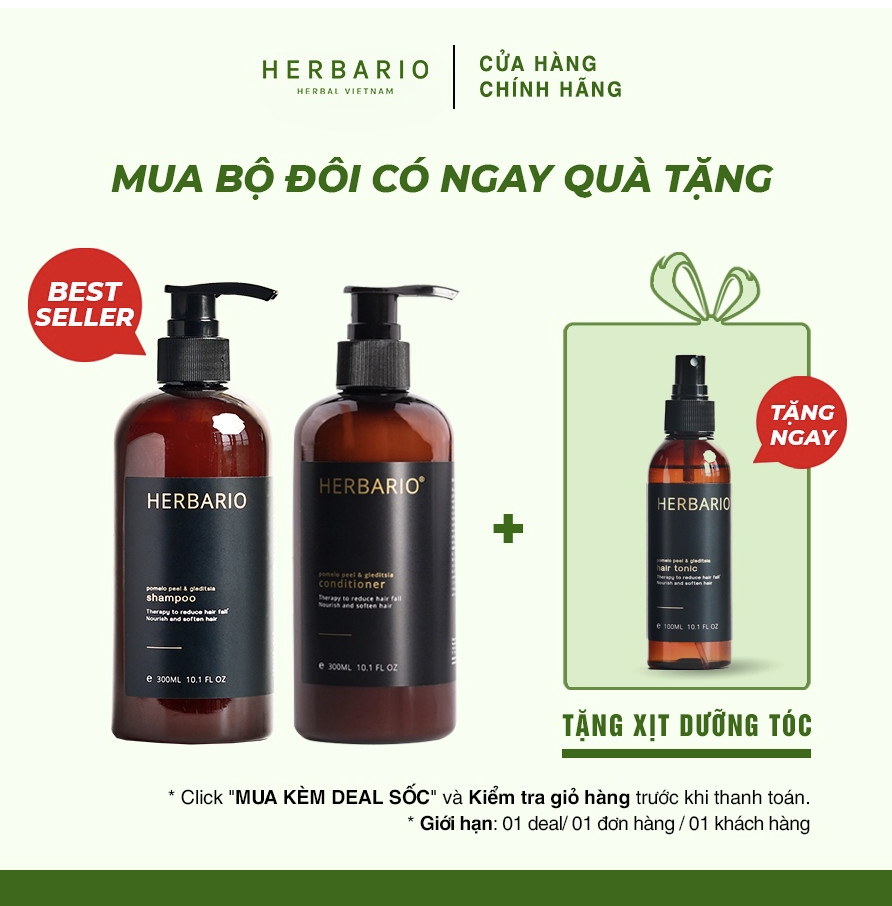 HERBARIO
HERBAL VIETNAM
CỬA HÀNG
CHÍNH HÃNG
MUA BỘ ĐÔI CÓ NGAY QUÀ TẶNG
BEST
SELLER
HERBARIO
pomelo peel & gleditsia
shampoo
Therapy to reduce hair fall
Nourish and soften hair
e 300ML 10.1 FL OZ
HERBARIO®
pomelo peel & gleditsia
conditioner
Therapy to reduce hair fall
Nourish and soften hair
e 300ML 10.1 FL OZ
+
TẶNG
NGAY
HERBARIO
pomelo peel & gleditsia
hair tonic
Therapy to reduce hair fall
Nourish and soften hair
e 100ML 10.1 FL OZ
TẶNG XỊT DƯỠNG TÓC
* Click "MUA KÈM DEAL SỐC" và Kiểm tra giỏ hàng trước khi thanh toán.
* Giới hạn: 01 deal/ 01 đơn hàng / 01 khách hàng